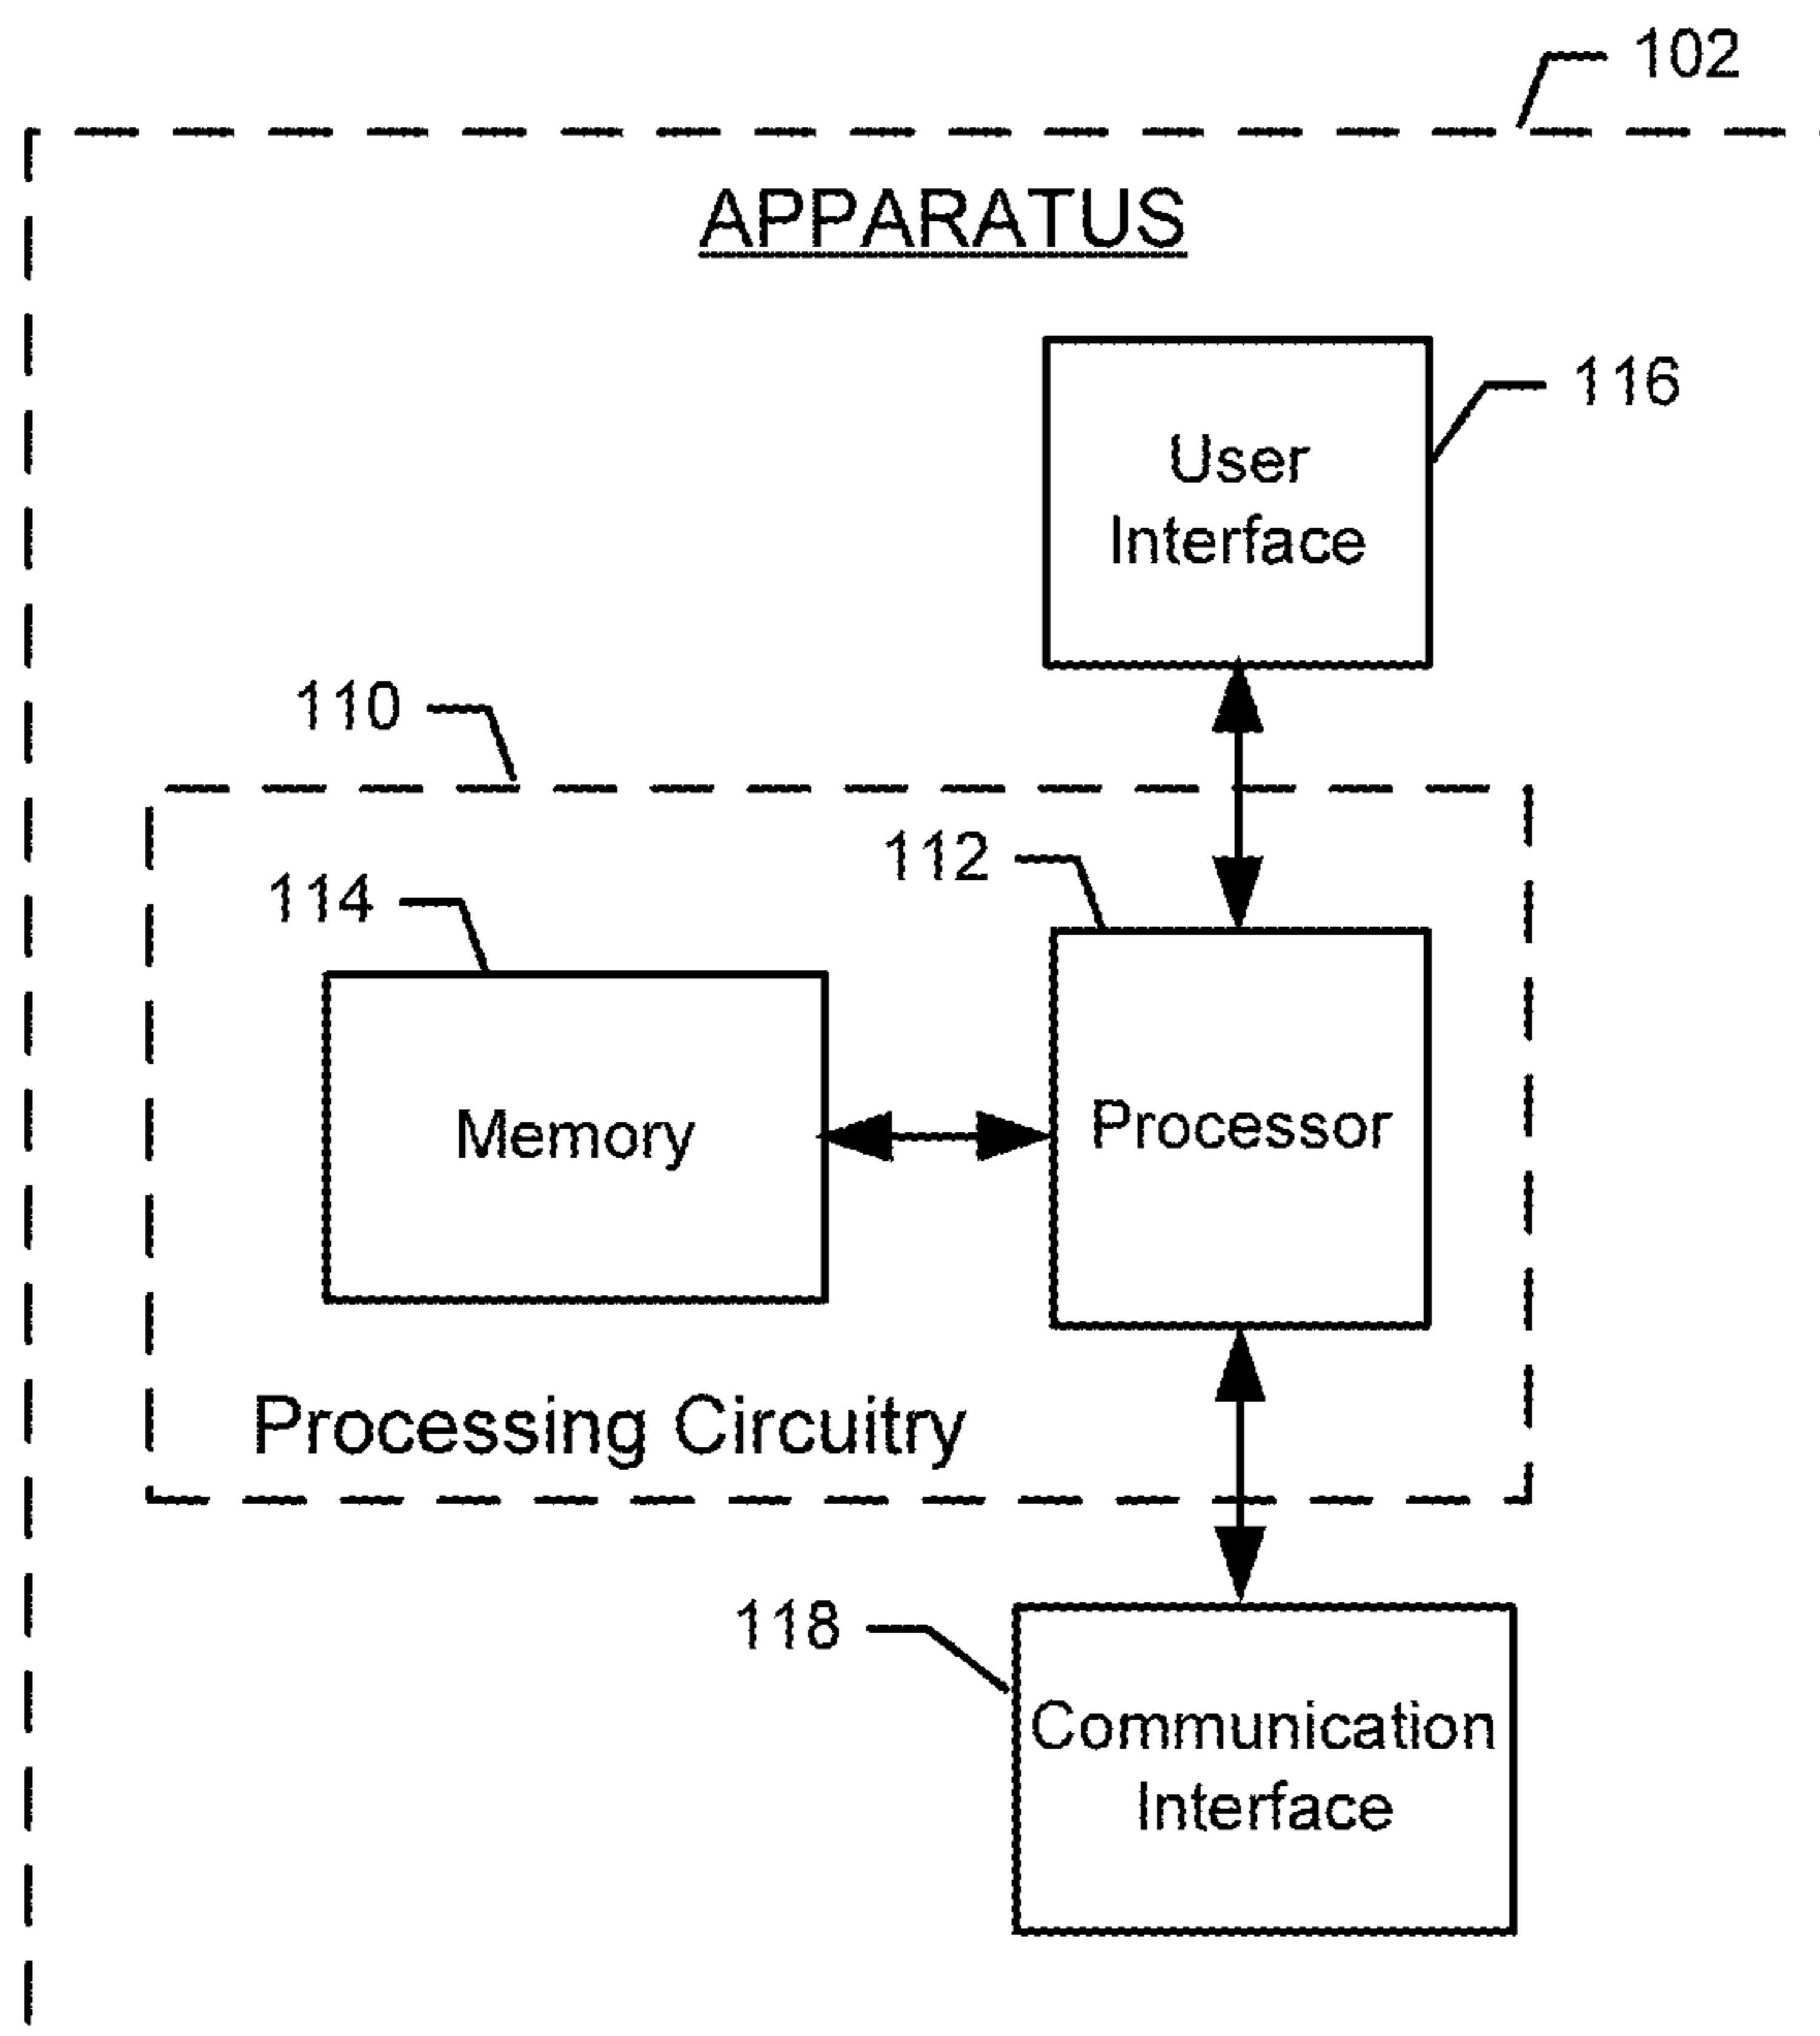 102
APPARATUS
116
User
Interface
110
112
114
Memory
Processor
Processing Circuitry
118
Communication
Interface